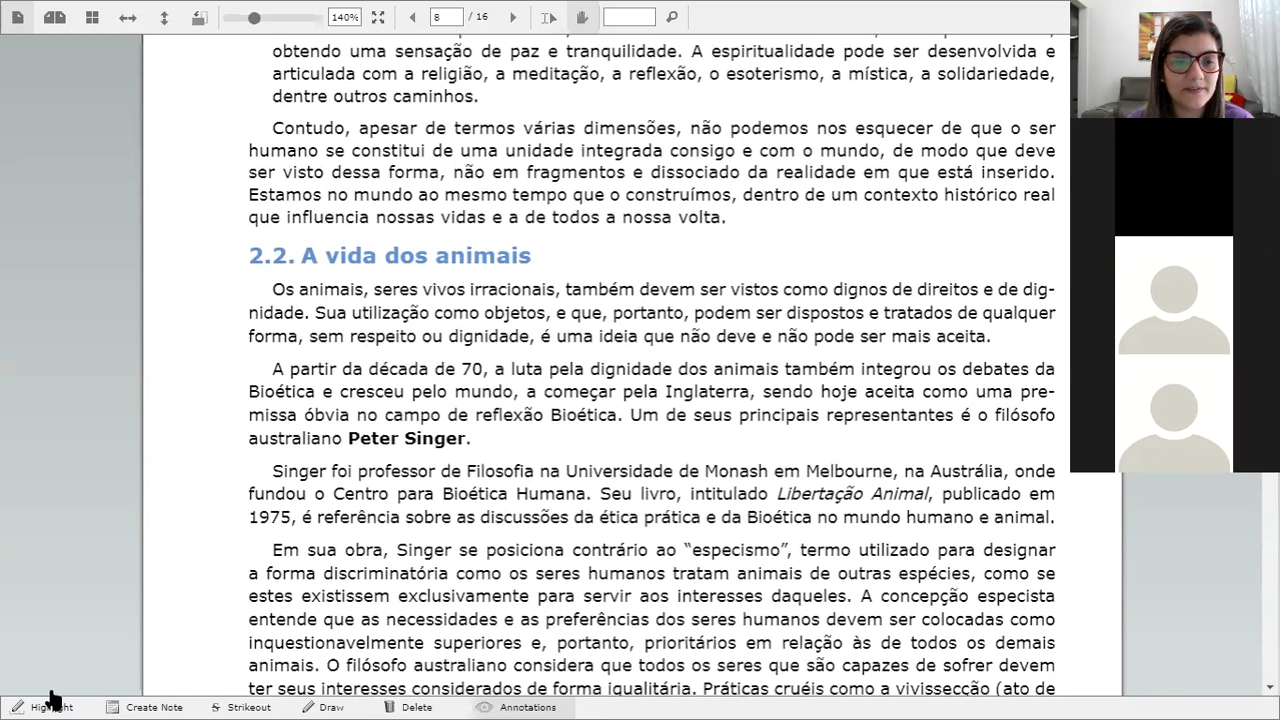 140%
8
/ 16
obtendo uma sensação de paz e tranquilidade. A espiritualidade pode ser desenvolvida e
articulada com a religião, a meditação, a reflexão, o esoterismo, a mística, a solidariedade,
dentre outros caminhos.
Contudo, apesar de termos várias dimensões, não podemos nos esquecer de que o ser
humano se constitui de uma unidade integrada consigo e com o mundo, de modo que deve
ser visto dessa forma, não em fragmentos e dissociado da realidade em que está inserido.
Estamos no mundo ao mesmo tempo que o construímos, dentro de um contexto histórico real
que influencia nossas vidas e a de todos a nossa volta.
2.2. A vida dos animais
Os animais, seres vivos irracionais, também devem ser vistos como dignos de direitos e de dig-
nidade. Sua utilização como objetos, e que, portanto, podem ser dispostos e tratados de qualquer
forma, sem respeito ou dignidade, é uma ideia que não deve e não pode ser mais aceita.
A partir da década de 70, a luta pela dignidade dos animais também integrou os debates da
Bioética e cresceu pelo mundo, a começar pela Inglaterra, sendo hoje aceita como uma pre-
missa óbvia no campo de reflexão Bioética. Um de seus principais representantes é o filósofo
australiano Peter Singer.
Singer foi professor de Filosofia na Universidade de Monash em Melbourne, na Austrália, onde
fundou o Centro para Bioética Humana. Seu livro, intitulado Libertação Animal, publicado em
1975, é referência sobre as discussões da ética prática e da Bioética no mundo humano e animal.
Em sua obra, Singer se posiciona contrário ao “especismo”, termo utilizado para designar
a forma discriminatória como os seres humanos tratam animais de outras espécies, como se
estes existissem exclusivamente para servir aos interesses daqueles. A concepção especista
entende que as necessidades e as preferências dos seres humanos devem ser colocadas como
inquestionavelmente superiores e, portanto, prioritários em relação às de todos os demais
animais. O filósofo australiano considera que todos os seres que são capazes de sofrer devem
ter seus interesses considerados de forma igualitária. Práticas cruéis como a vivissecção (ato de
Highlight
Create Note
Strikeout
Draw
Delete
Annotations